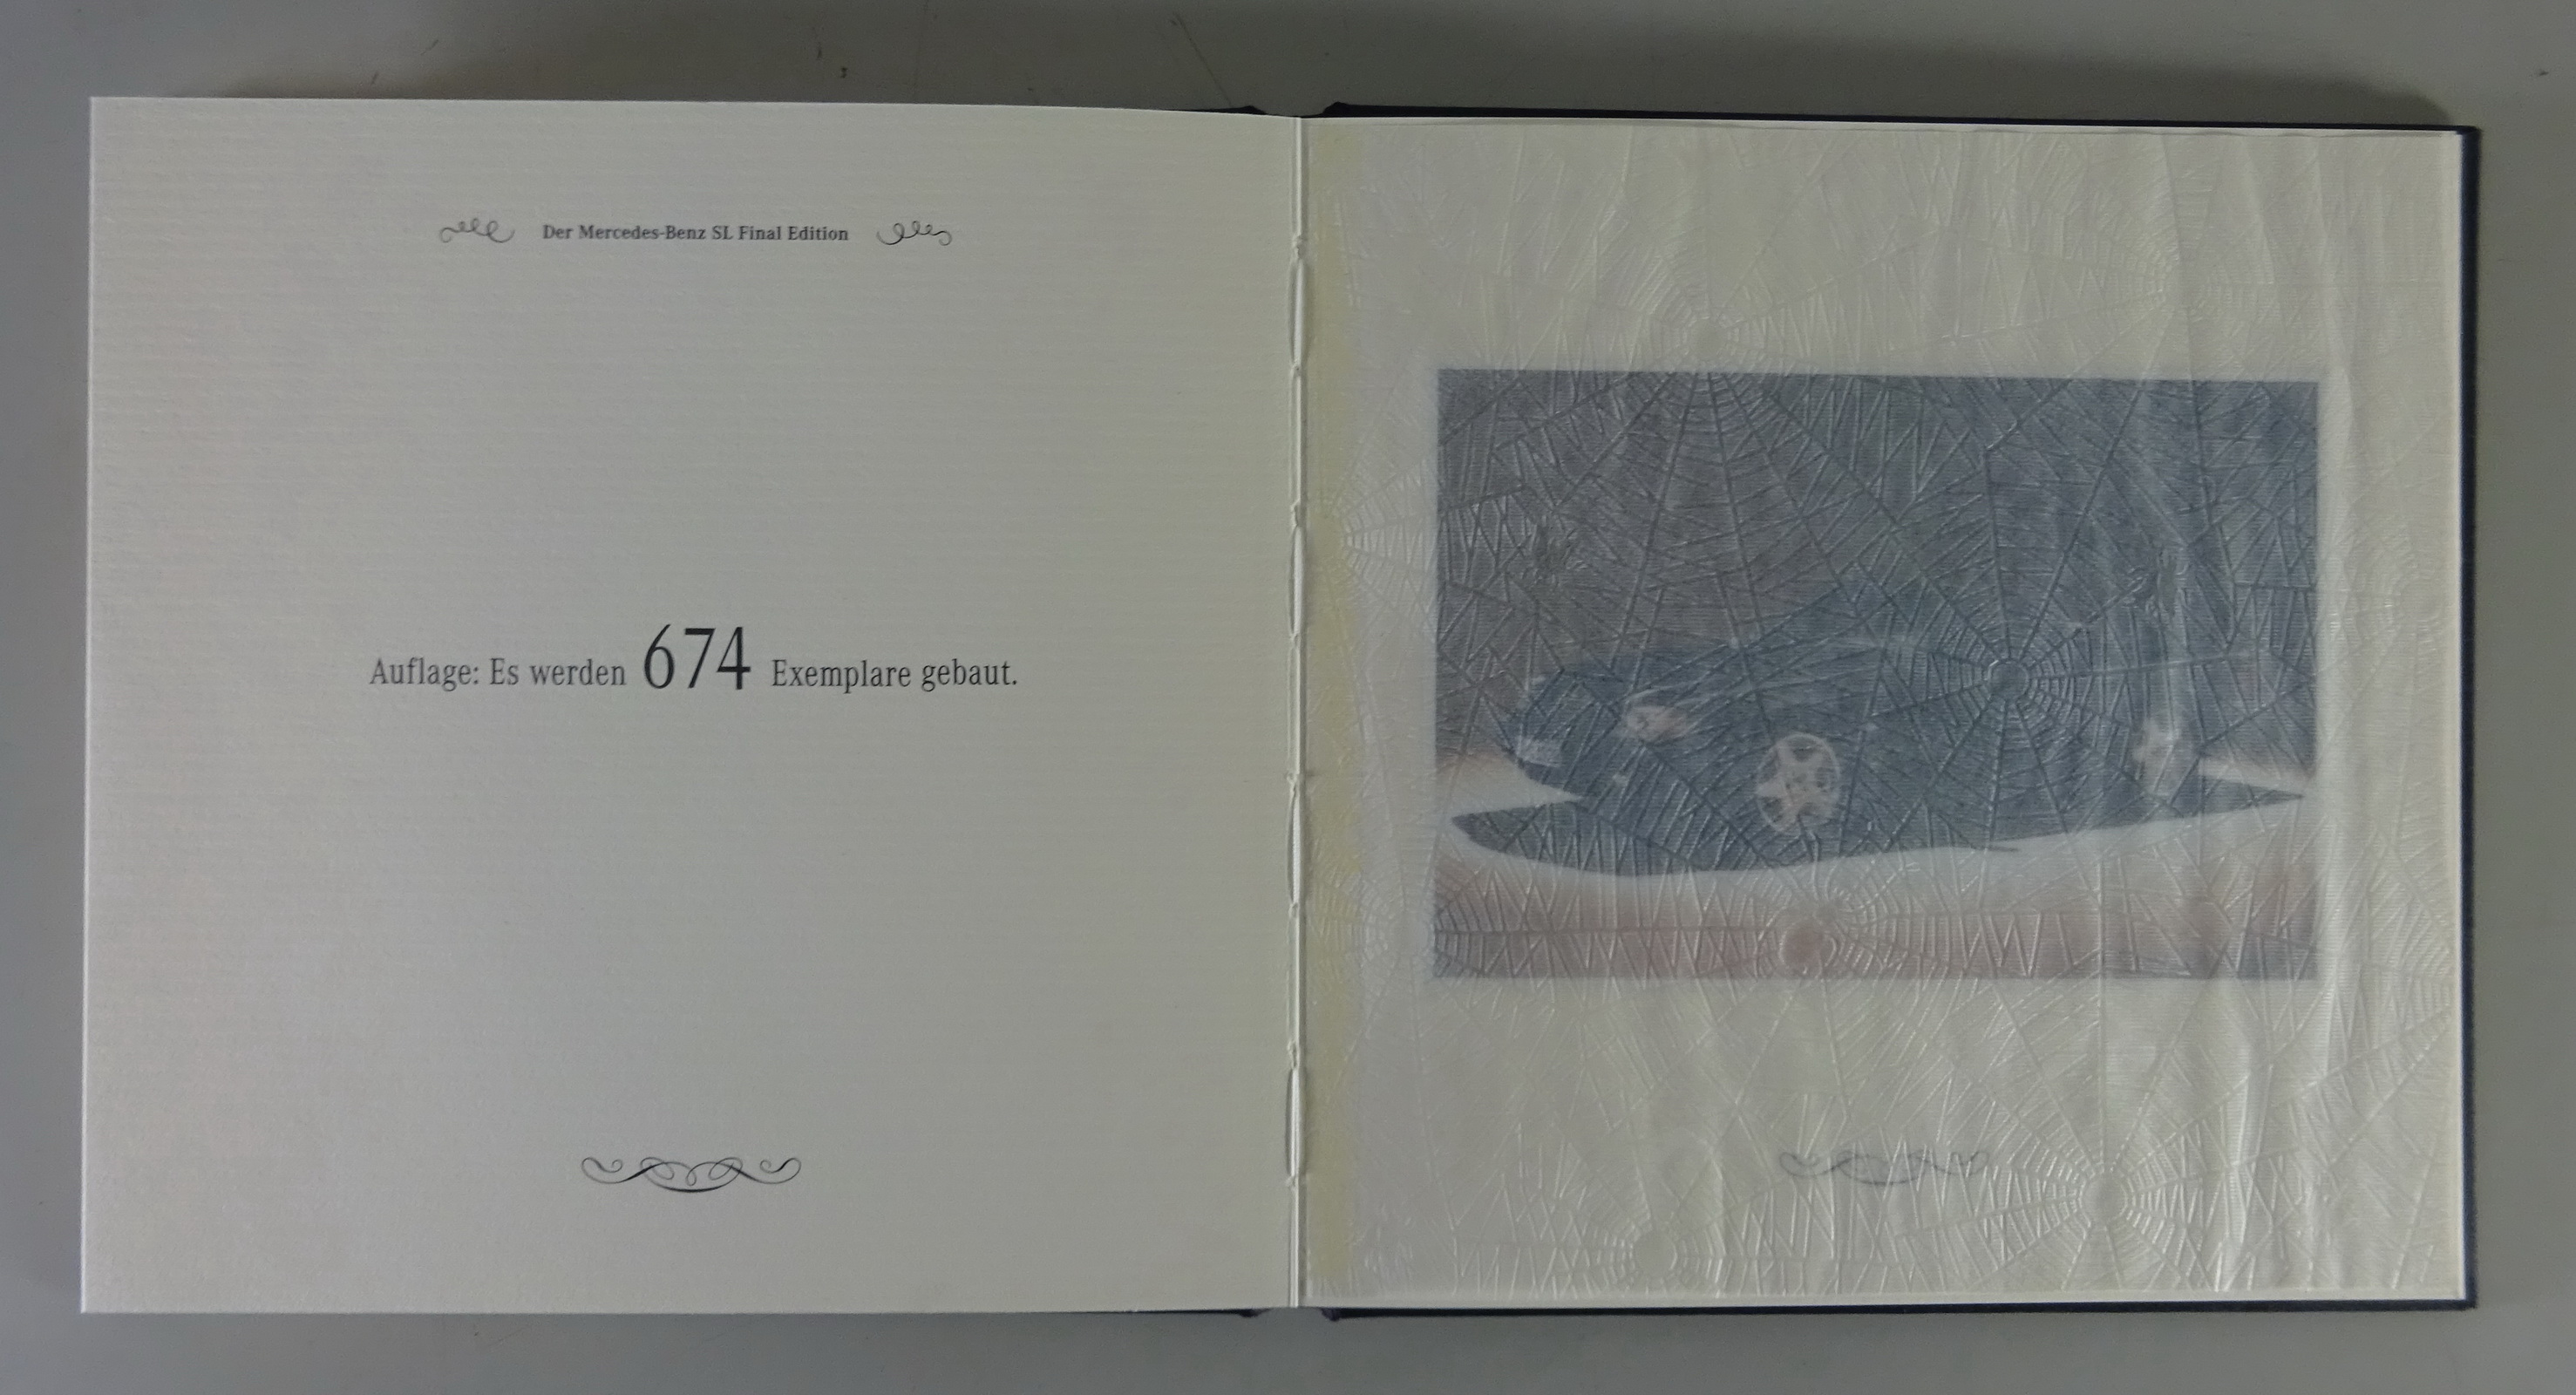 Der Mercedes-Benz SL Final Edition
Auflage: Es werden 674 Exemplare gebaut.